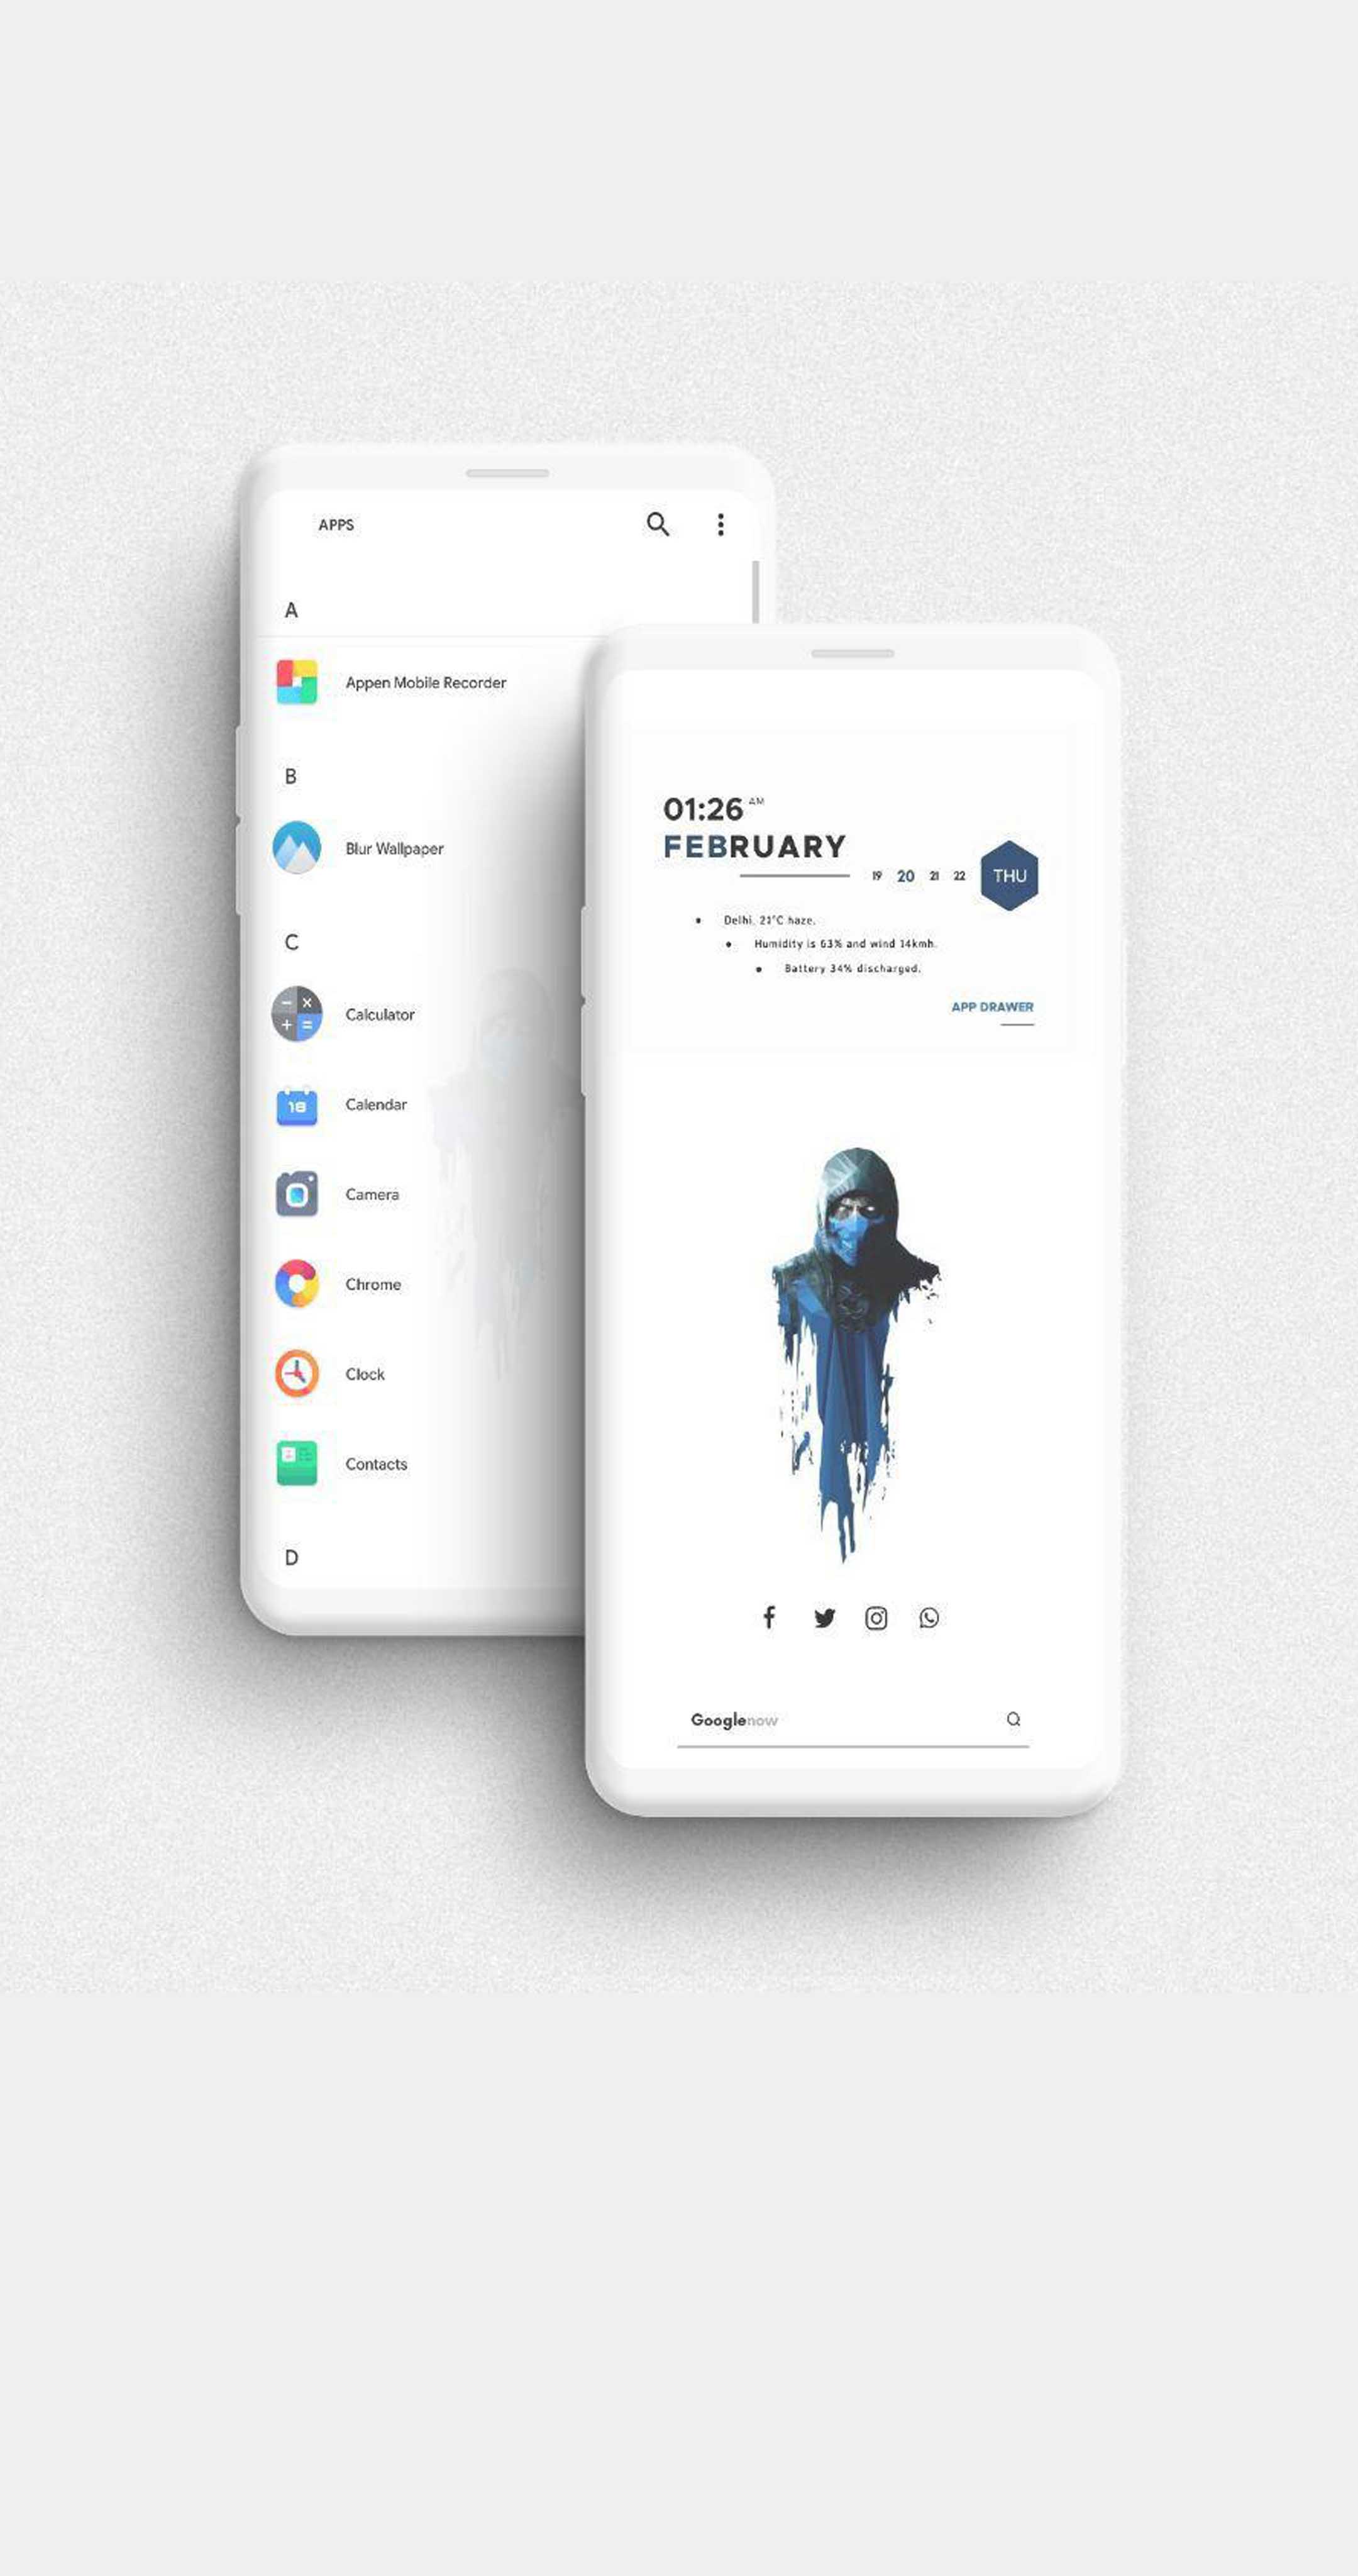 APPS
A
Appen Mobile Recorder
B
Blur Wallpaper
C
Calculator
18
Calendar
Camera
Chrome
Clock
Contacts
D
01:26 AM
FEBRUARY
19 20 21 22 THU
Delhi, 21°C haze.
Humidity is 63% and wind 14kmh.
Battery 34% discharged.
APP DRAWER
Googlenow